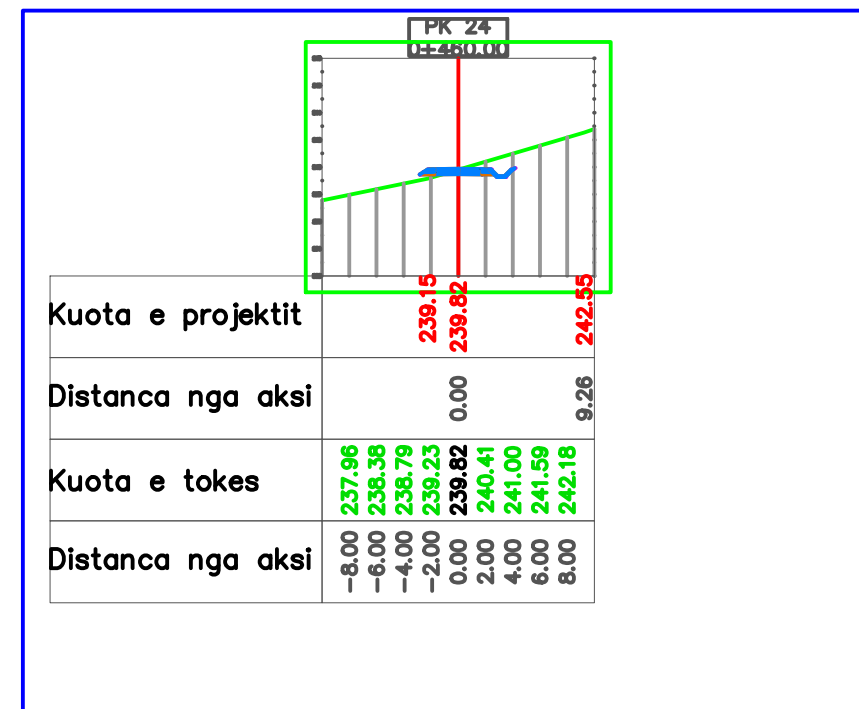 PK 24
0+460.00
Kuota e projektit 239.15 239.82 242.55
Distanca nga aksi 0.00 9.26
Kuota e tokes 237.96 238.38 238.79 239.23 239.82 240.41 241.00 241.59 242.18
Distanca nga aksi -8.00 -6.00 -4.00 -2.00 0.00 2.00 4.00 6.00 8.00